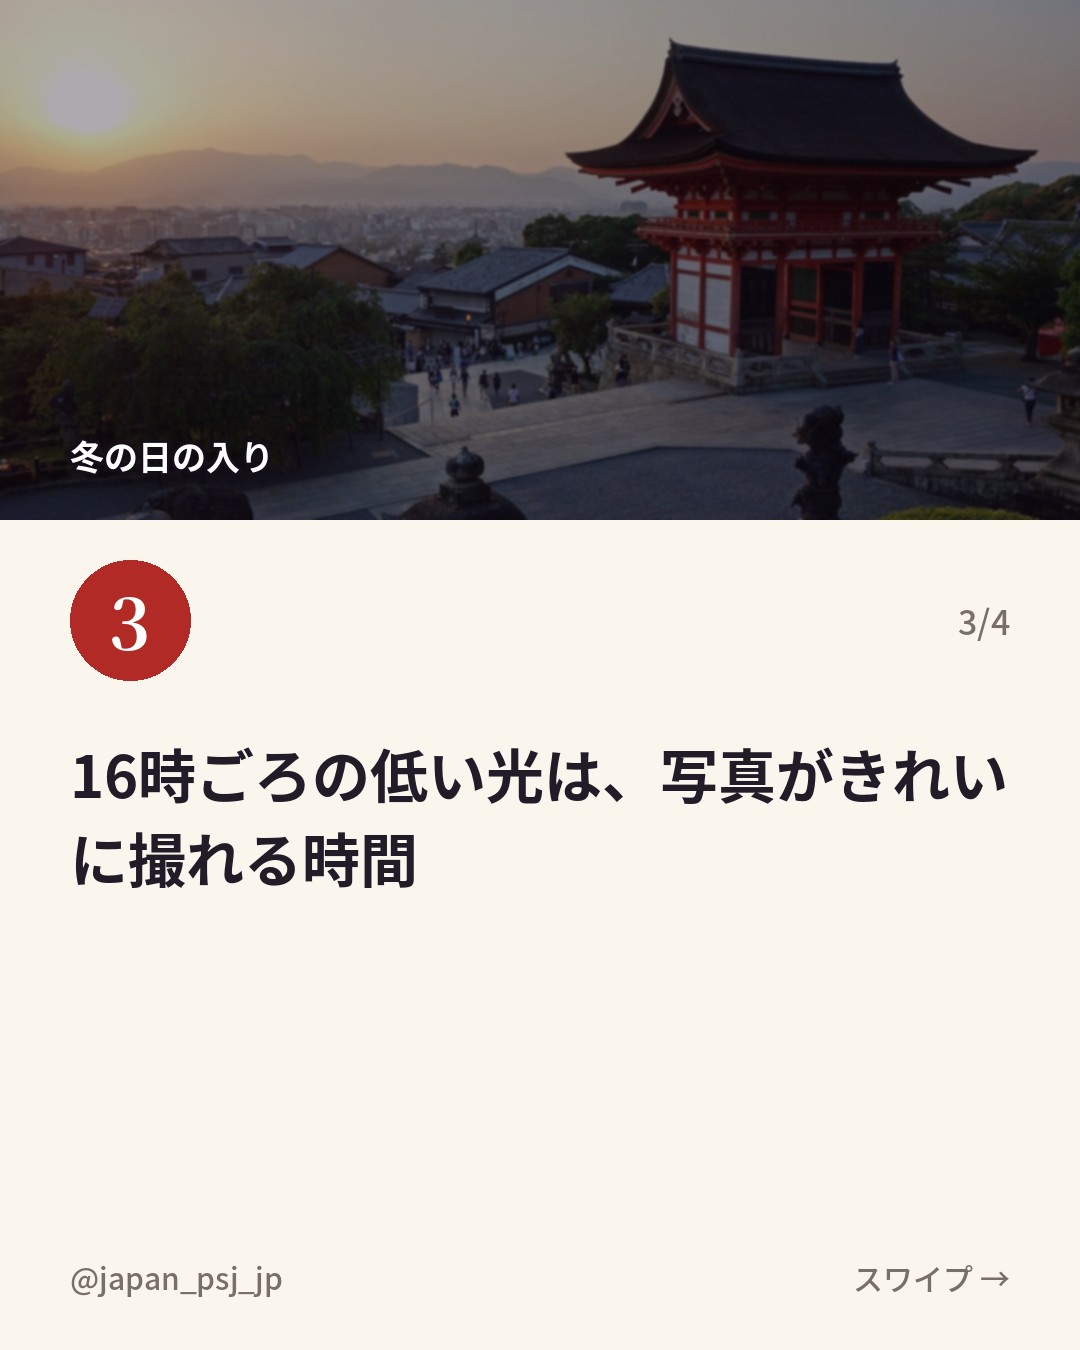 冬の日の入り
3
3/4
16時ごろの低い光は、写真がきれい
に撮れる時間
@japan_psj_jp
スワイプ →